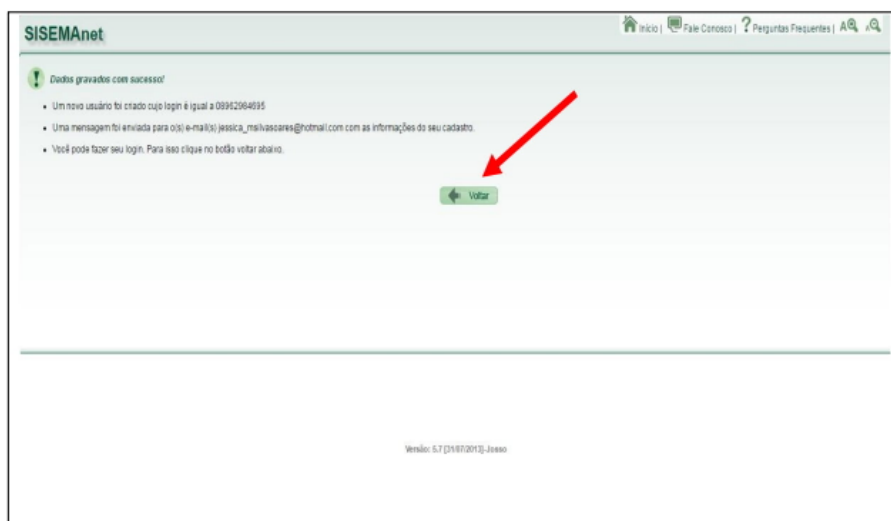 SISEMAnet
Início | Fale Conosco | ? Perguntas Frequentes | A A
Dados gravados com sucesso!
• Um novo usuário foi criado cujo login é igual a 08962964695
• Uma mensagem foi enviada para o(s) e-mail(s) jessica_msilvasoares@hotmail.com com as informações do seu cadastro.
• Você pode fazer seu login. Para isso clique no botão voltar abaixo.
Voltar
Versão: 5.7 [31/07/2013]-Jonso